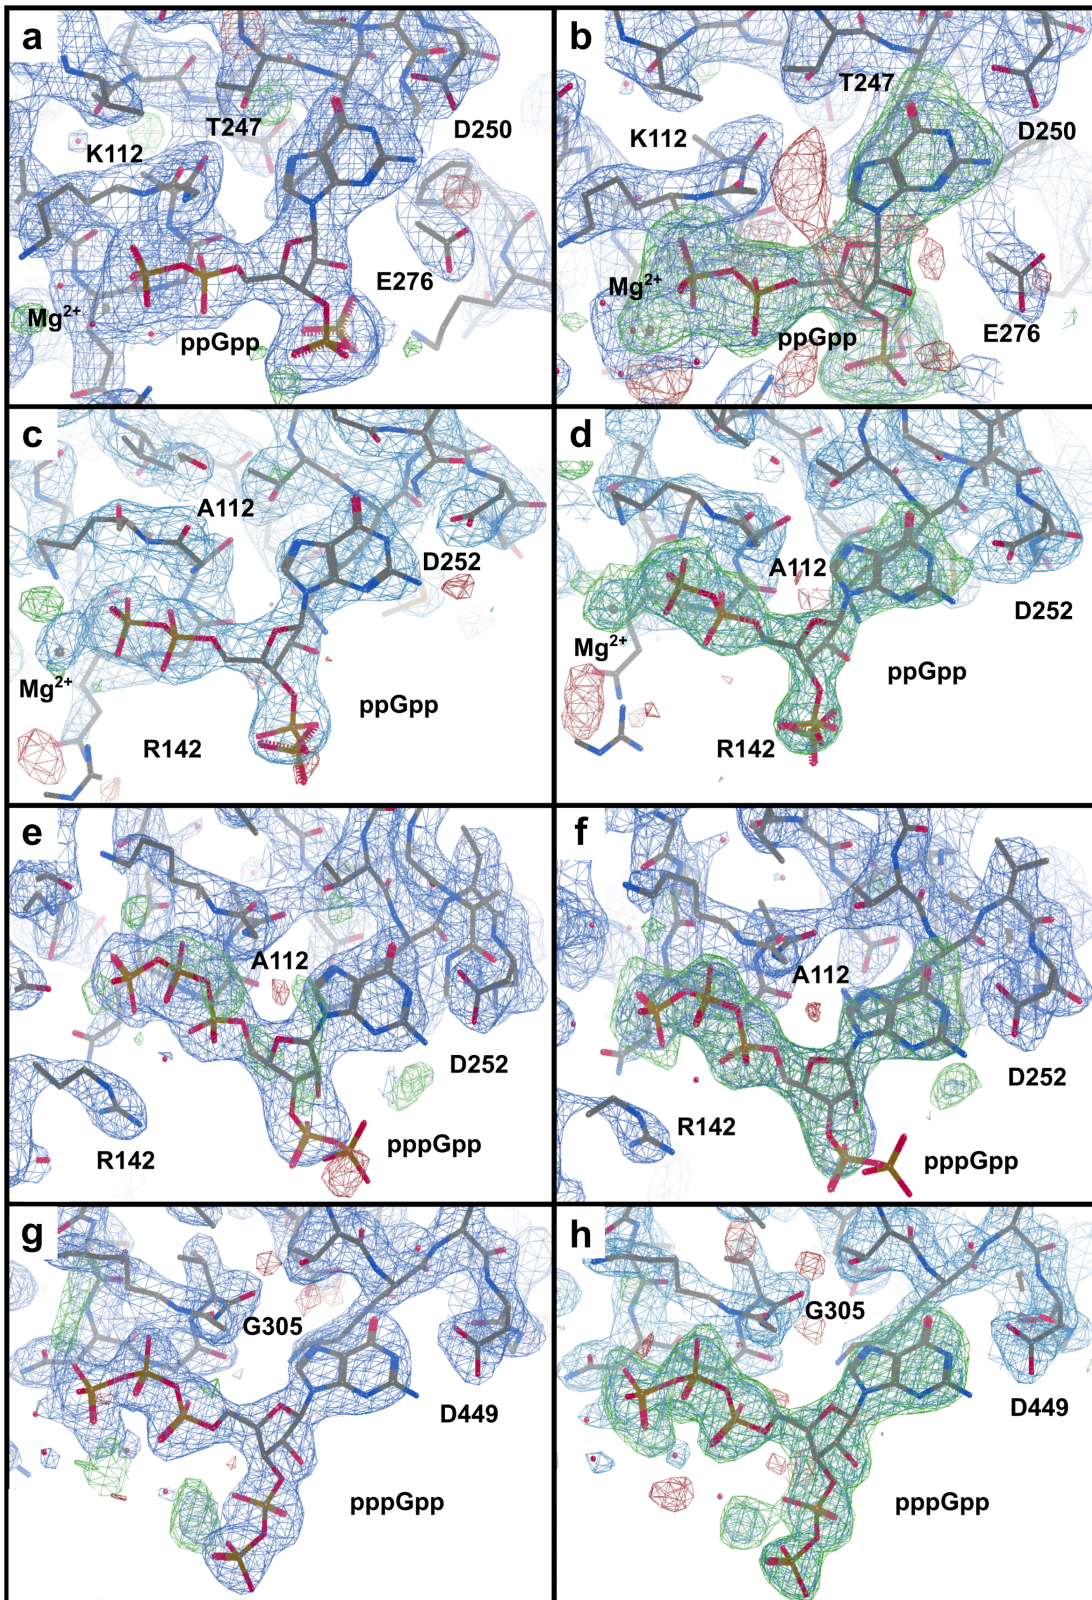 a
T247
D250
K112
E276
Mg2+
ppGpp
b
T247
D250
K112
Mg2+
ppGpp
E276
c
A112
D252
Mg2+
ppGpp
R142
d
A112
D252
Mg2+
ppGpp
R142
e
A112
D252
R142
pppGpp
f
A112
D252
R142
pppGpp
g
G305
D449
pppGpp
h
G305
D449
pppGpp